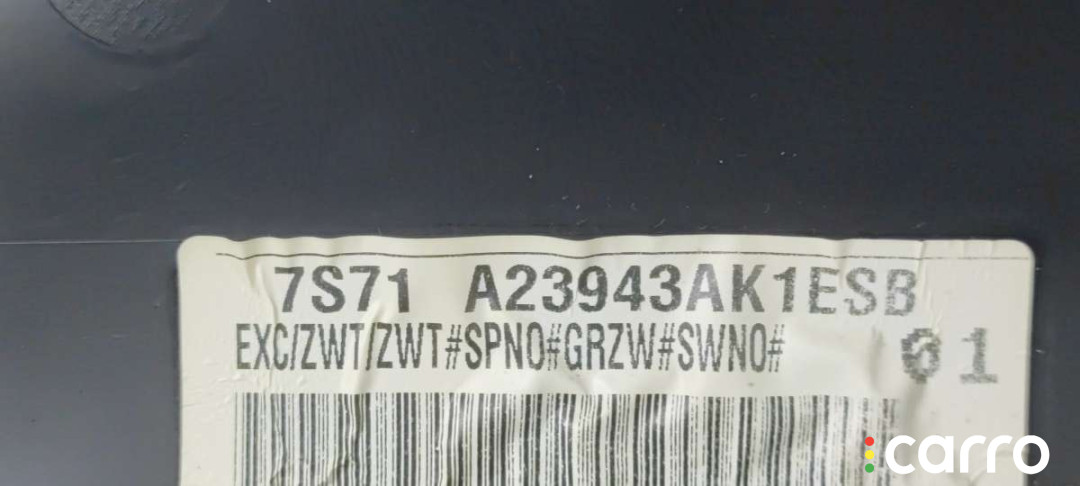 7S71 A23943AK1ESB
EXC/ZWT/ZWT#SPNO#GRZW#SWNO#
01
carro